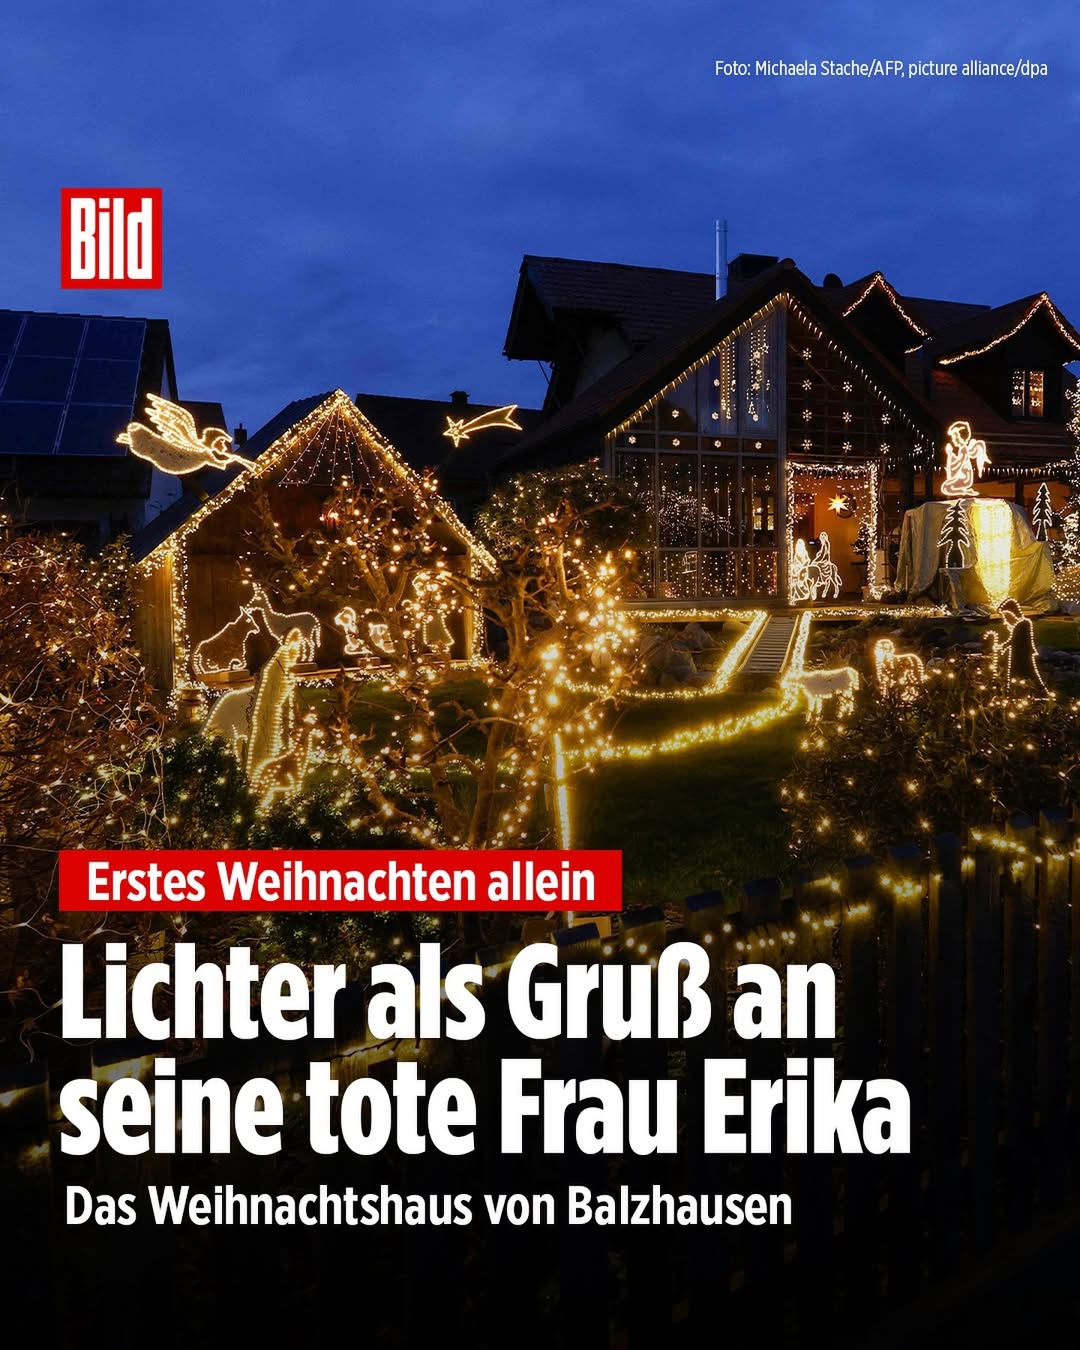 Foto: Michaela Stache/AFP, picture alliance/dpa
Bild
Erstes Weihnachten allein
Lichter als Gruß an
seine tote Frau Erika
Das Weihnachtshaus von Balzhausen